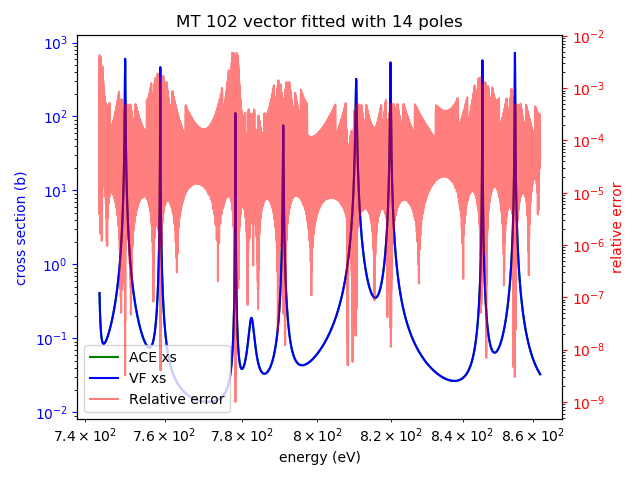 MT 102 vector fitted with 14 poles
cross section (b)
10³
10²
10¹
10⁰
10⁻¹
10⁻²
10⁻²
10⁻³
10⁻⁴
10⁻⁵
10⁻⁶
10⁻⁷
10⁻⁸
10⁻⁹
relative error
ACE xs
VF xs
Relative error
7.4 × 10² 7.6 × 10² 7.8 × 10² 8 × 10² 8.2 × 10² 8.4 × 10² 8.6 × 10²
energy (eV)